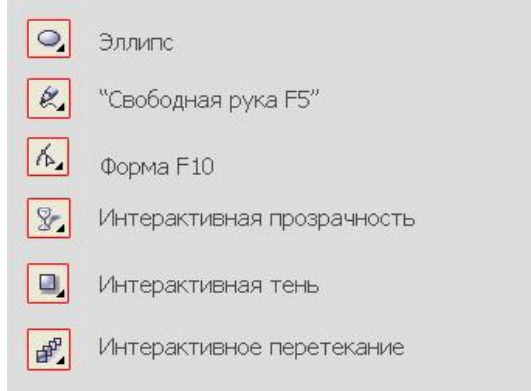 Эллипс
“Свободная рука F5”
Форма F10
Интерактивная прозрачность
Интерактивная тень
Интерактивное перетекание